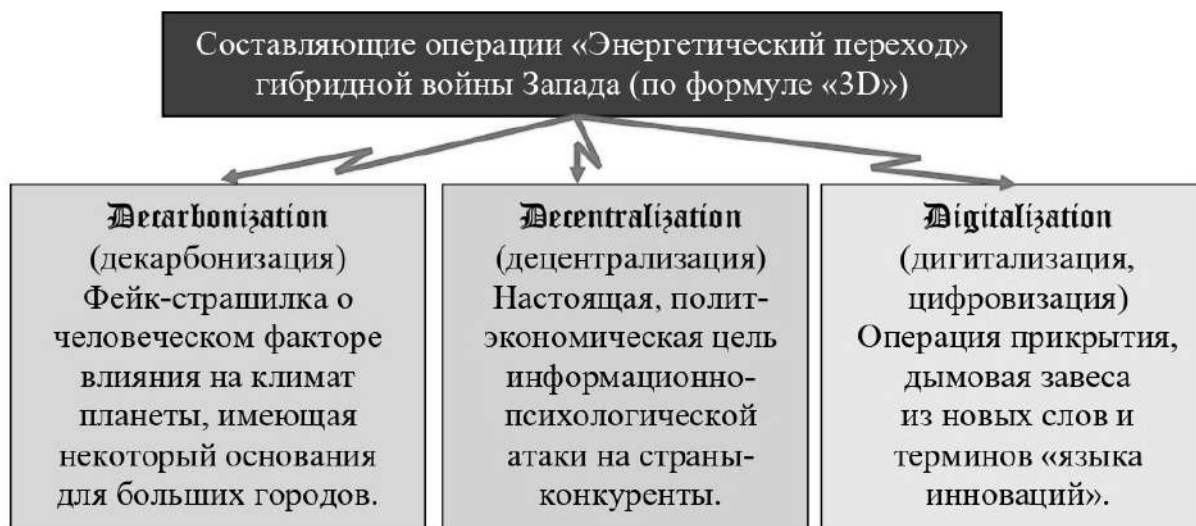 Составляющие операции «Энергетический переход»
гибридной войны Запада (по формуле «3D»)
Decarbonization
(декарбонизация)
Фейк-страшилка о
человеческом факторе
влияния на климат
планеты, имеющая
некоторый основания
для больших городов.
Decentralization
(децентрализация)
Настоящая, полит-
экономическая цель
информационно-
психологической
атаки на страны-
конкуренты.
Digitalization
(дигитализация,
цифровизация)
Операция прикрытия,
дымовая завеса
из новых слов и
терминов «языка
инноваций».